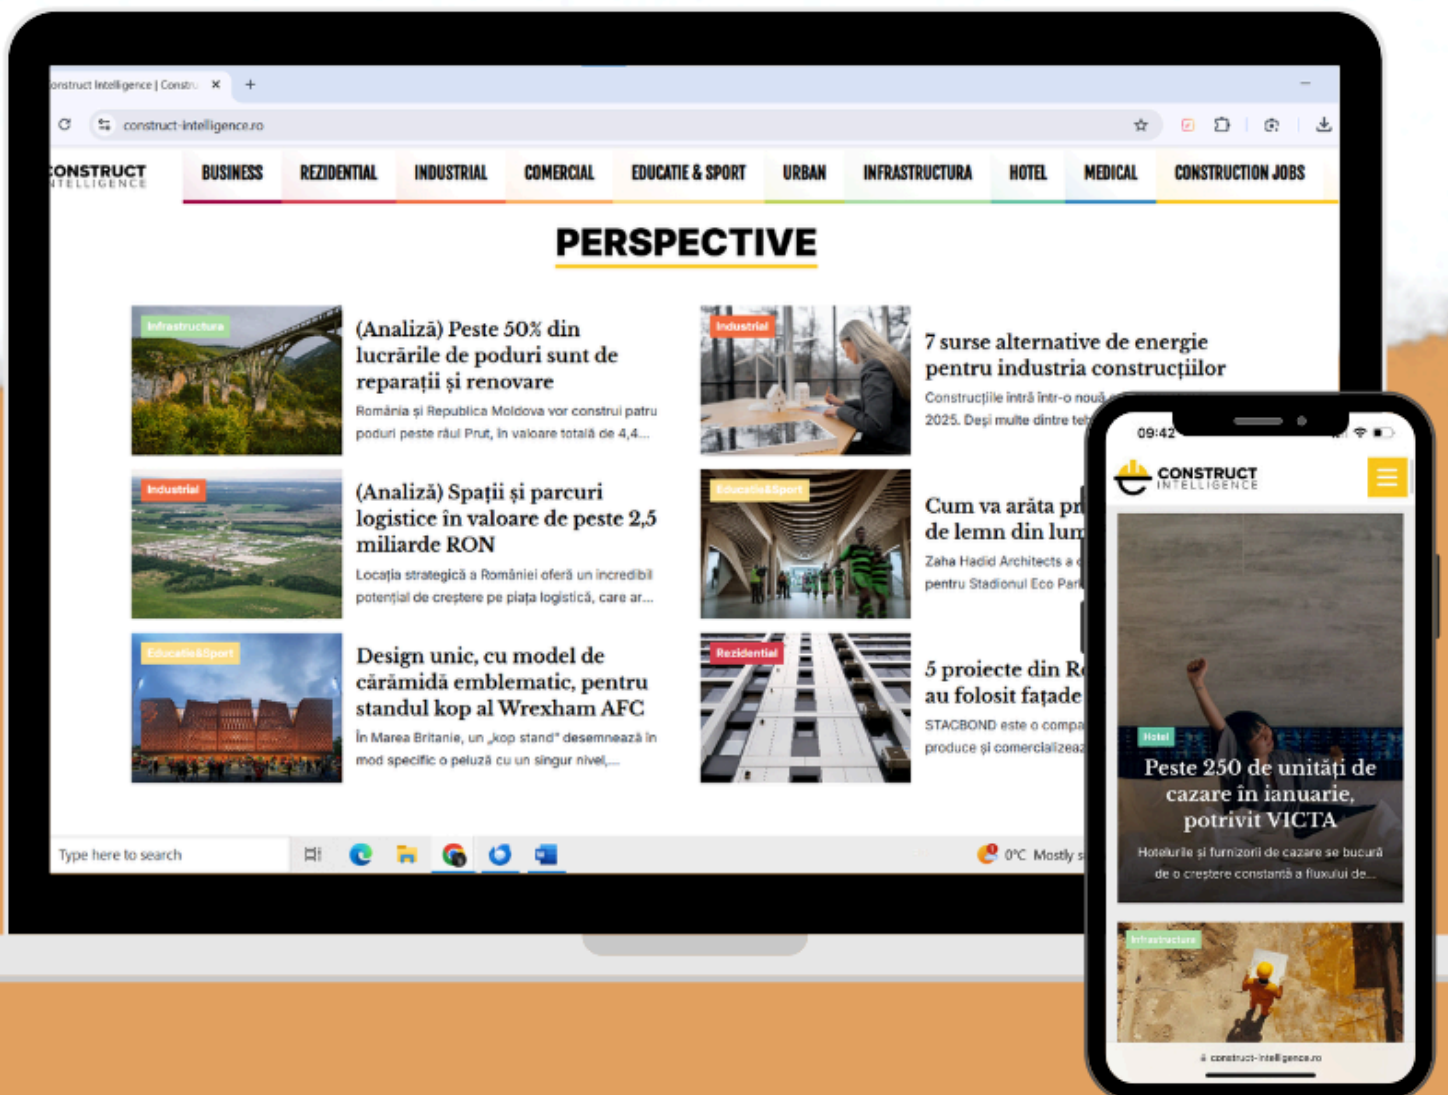 onstruct Intelligence | Constru
construct-intelligence.ro
CONSTRUCT
INTELLIGENCE
BUSINESS
REZIDENTIAL
INDUSTRIAL
COMERCIAL
EDUCATIE & SPORT
URBAN
INFRASTRUCTURA
HOTEL
MEDICAL
CONSTRUCTION JOBS
PERSPECTIVE
Infrastructura
(Analiză) Peste 50% din
lucrările de poduri sunt de
reparații și renovare
România și Republica Moldova vor construi patru
poduri peste râul Prut, în valoare totală de 4,4...
Industrial
7 surse alternative de energie
pentru industria construcțiilor
Construcțiile intră într-o nouă
2025. Deși multe dintre
Industrial
(Analiză) Spații și parcuri
logistice în valoare de peste 2,5
miliarde RON
Locația strategică a României oferă un incredibil
potențial de creștere pe piața logistică, care ar...
Educatie&Sport
Cum va arăta
de lemn din
Zaha Hadid Architects a
pentru Stadionul Eco
Educatie&Sport
Design unic, cu model de
cărămidă emblematic, pentru
standul kop al Wrexham AFC
În Marea Britanie, un „kop stand" desemnează în
mod specific o peluză cu un singur nivel,...
Rezidential
5 proiecte din
au folosit fațade
STACBOND este o
produce și
Type here to search
0°C Mostly
09:42
CONSTRUCT
INTELLIGENCE
Hotel
Peste 250 de unități de
cazare în ianuarie,
potrivit VICTA
Hotelurile și furnizorii de cazare se bucură
de o creștere constantă a fluxului de...
Infrastructura
construct-intelligence.ro